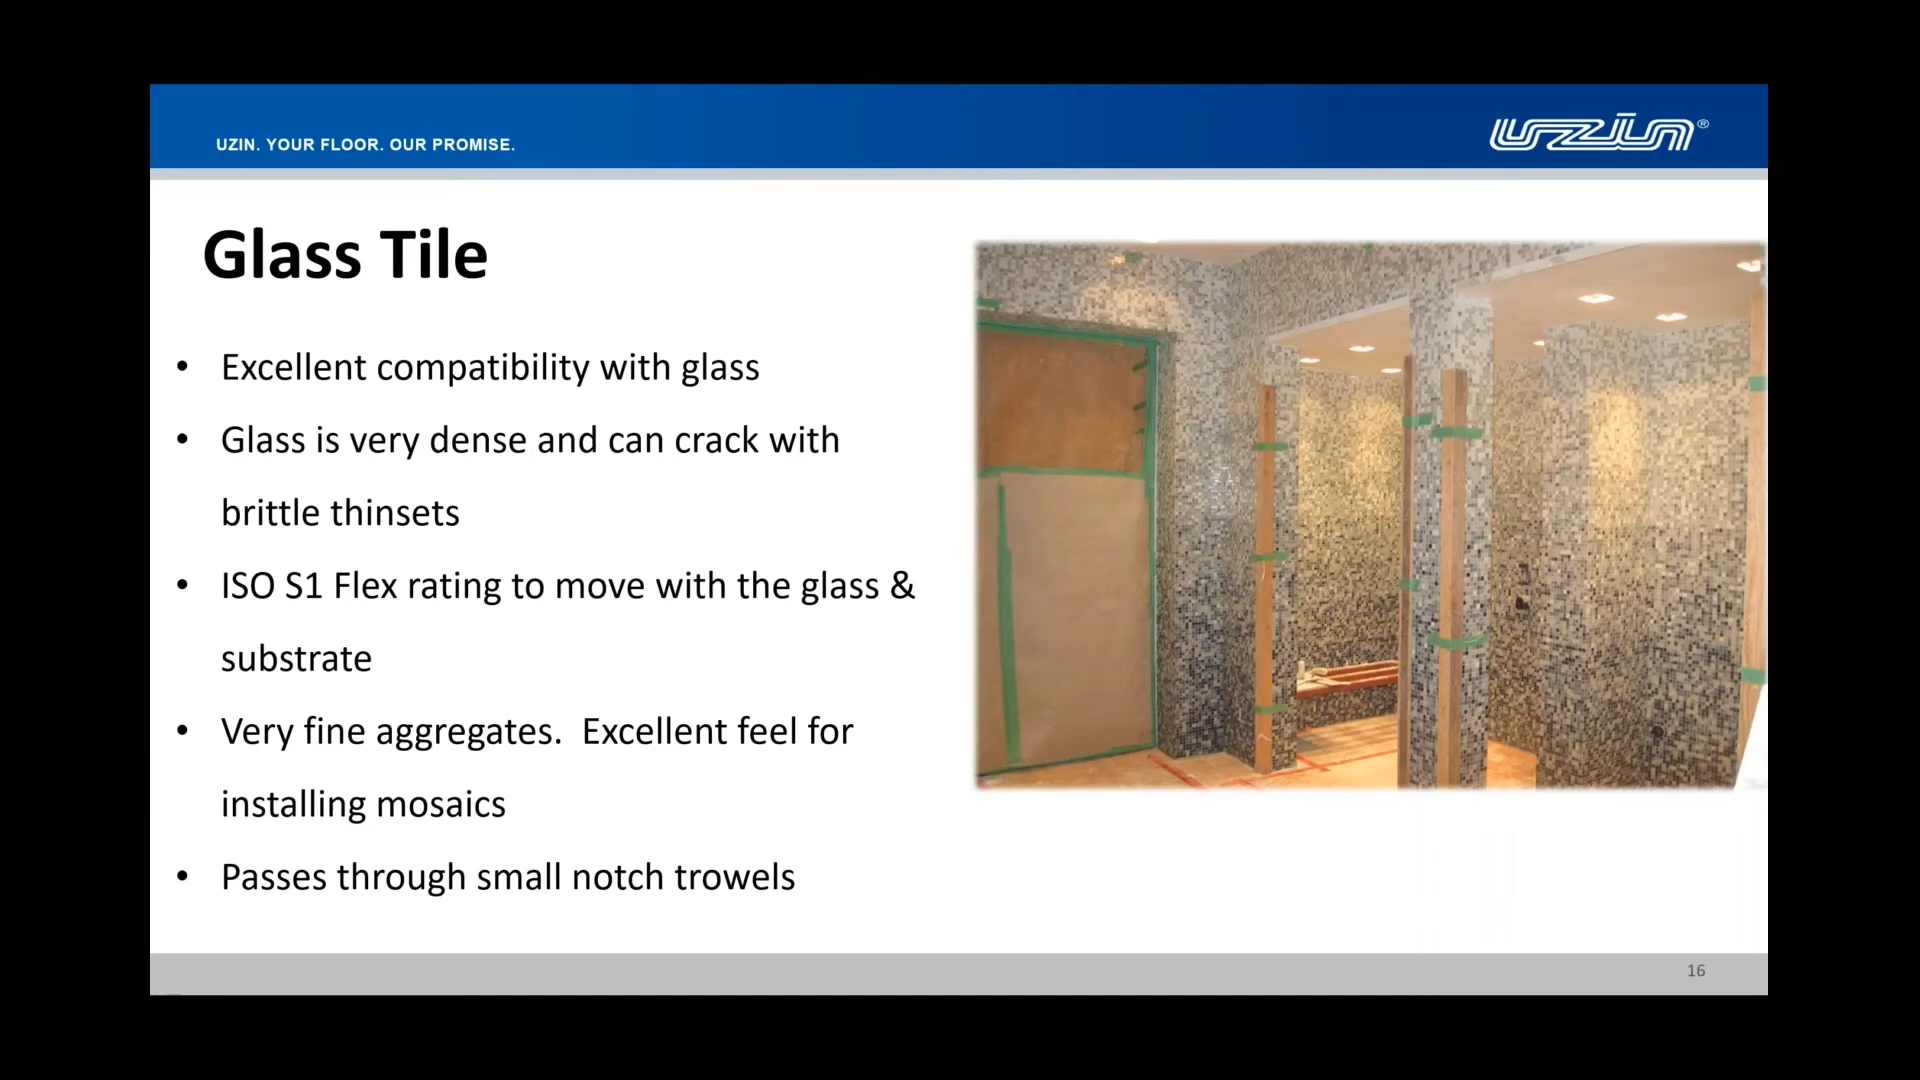 UZIN. YOUR FLOOR. OUR PROMISE.
uzin®
Glass Tile
• Excellent compatibility with glass
• Glass is very dense and can crack with
brittle thinsets
• ISO S1 Flex rating to move with the glass &
substrate
• Very fine aggregates.  Excellent feel for
installing mosaics
• Passes through small notch trowels
16